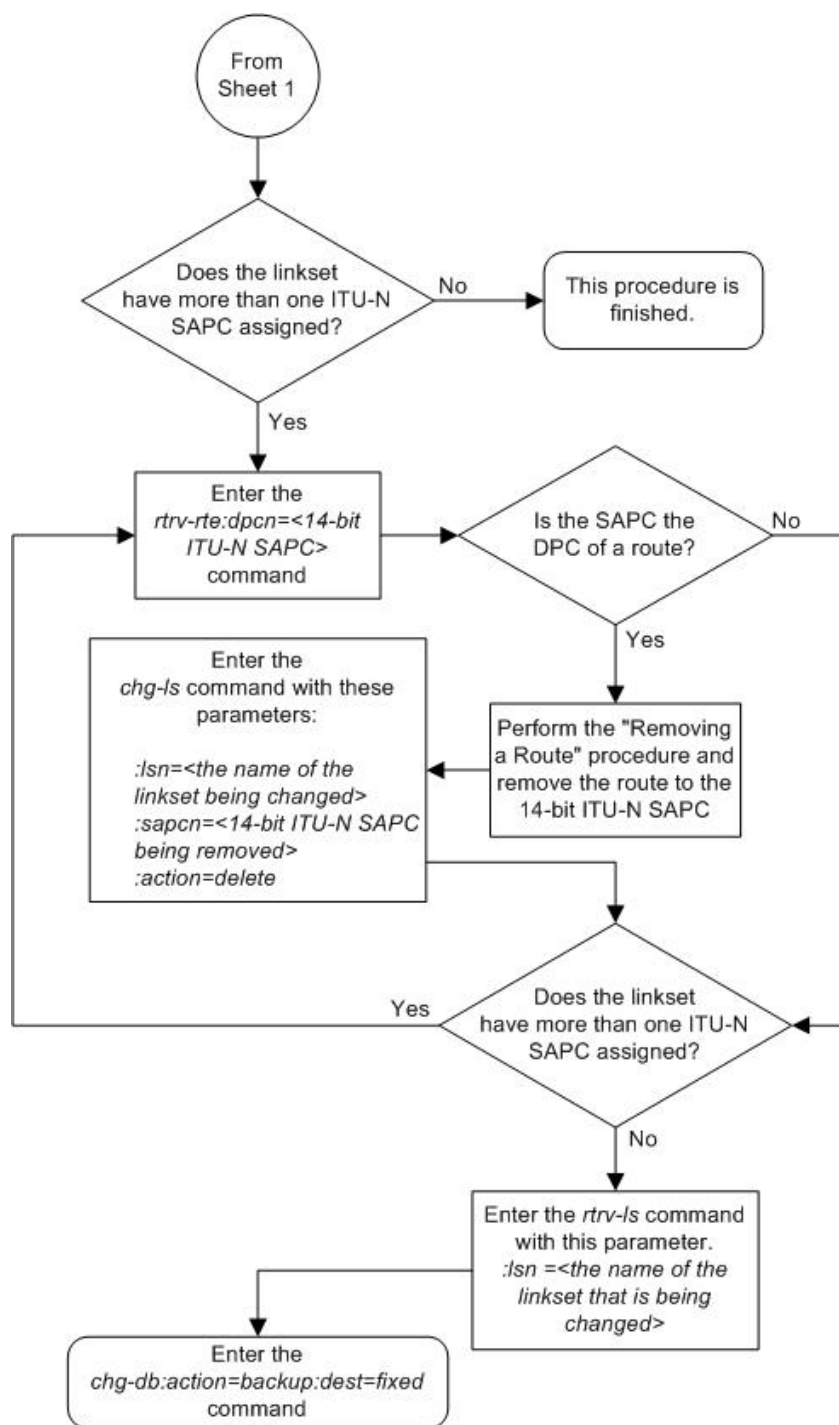 From
Sheet 1
Does the linkset
have more than one ITU-N
SAPC assigned?
No
This procedure is
finished.
Yes
Enter the
rtrv-rte:dpcn=<14-bit
ITU-N SAPC>
command
Is the SAPC the
DPC of a route?
No
Yes
Enter the
chg-ls command with these
parameters:
:lsn=<the name of the
linkset being changed>
:sapcn=<14-bit ITU-N SAPC
being removed>
:action=delete
Perform the "Removing
a Route" procedure and
remove the route to the
14-bit ITU-N SAPC
Yes
Does the linkset
have more than one ITU-N
SAPC assigned?
No
Enter the rtrv-ls command
with this parameter.
:lsn =<the name of the
linkset that is being
changed>
Enter the
chg-db:action=backup:dest=fixed
command